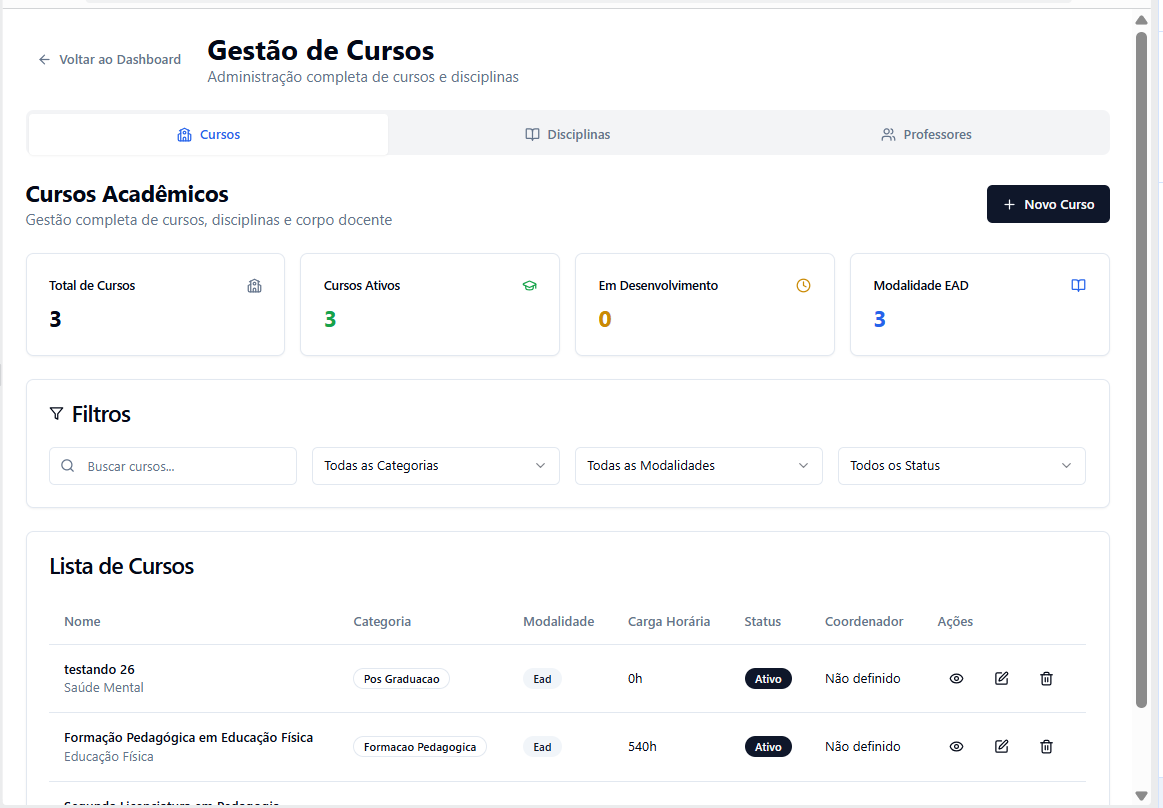 Voltar ao Dashboard
Gestão de Cursos
Administração completa de cursos e disciplinas
Cursos
Disciplinas
Professores
Cursos Acadêmicos
Gestão completa de cursos, disciplinas e corpo docente
Novo Curso
Total de Cursos
3
Cursos Ativos
3
Em Desenvolvimento
0
Modalidade EAD
3
Filtros
Buscar cursos...
Todas as Categorias
Todas as Modalidades
Todos os Status
Lista de Cursos
Nome Categoria Modalidade Carga Horária Status Coordenador Ações
testando 26
Saúde Mental
Pos Graduacao Ead 0h Ativo Não definido
Formação Pedagógica em Educação Física
Educação Física
Formacao Pedagogica Ead 540h Ativo Não definido
Segunda Licenciatura em Pedagogia